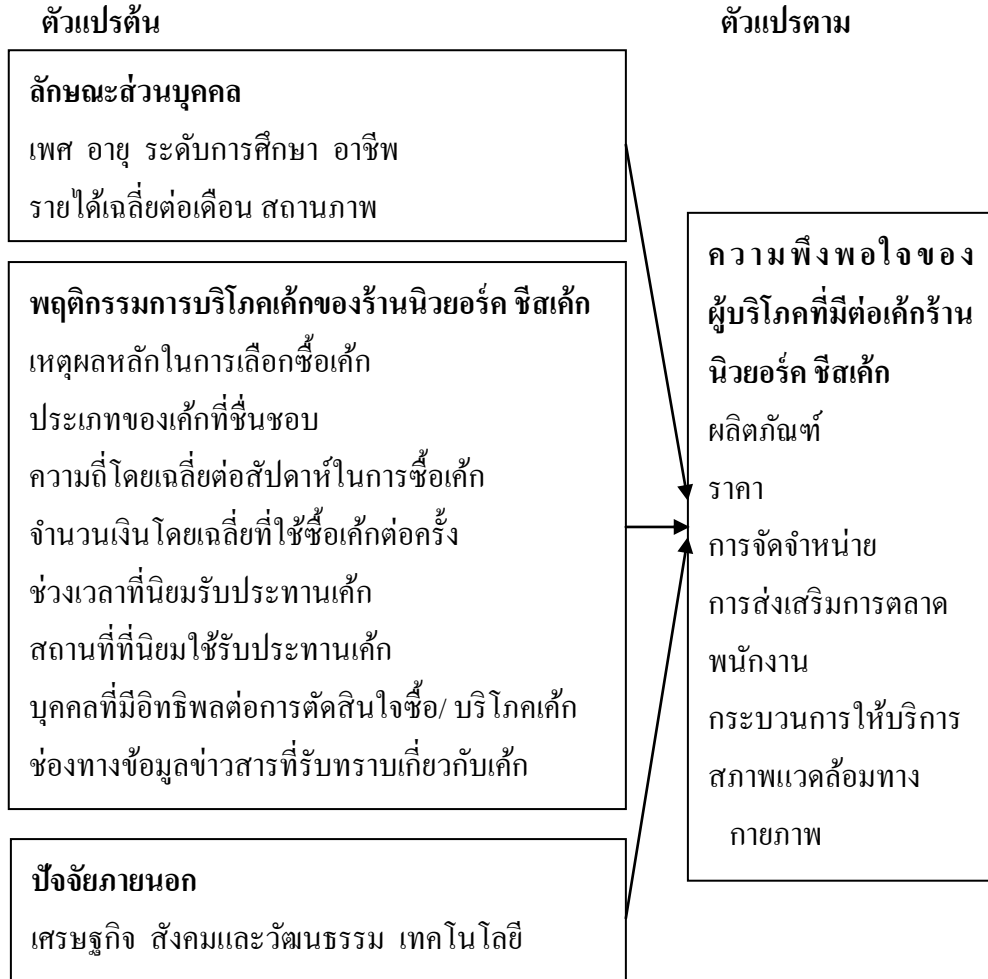 ตัวแปรต้น
ตัวแปรตาม
ลักษณะส่วนบุคคล
เพศ อายุ ระดับการศึกษา อาชีพ
รายได้เฉลี่ยต่อเดือน สถานภาพ
พฤติกรรมการบริโภคเค้กของร้านนิวยอร์ค ชีสเค้ก
เหตุผลหลักในการเลือกซื้อเค้ก
ประเภทของเค้กที่ชื่นชอบ
ความถี่โดยเฉลี่ยต่อสัปดาห์ในการซื้อเค้ก
จำนวนเงินโดยเฉลี่ยที่ใช้ซื้อเค้กต่อครั้ง
ช่วงเวลาที่นิยมรับประทานเค้ก
สถานที่ที่นิยมใช้รับประทานเค้ก
บุคคลที่มีอิทธิพลต่อการตัดสินใจซื้อ/ บริโภคเค้ก
ช่องทางข้อมูลข่าวสารที่รับทราบเกี่ยวกับเค้ก
ปัจจัยภายนอก
เศรษฐกิจ สังคมและวัฒนธรรม เทคโนโลยี
ความพึงพอใจของ
ผู้บริโภคที่มีต่อเค้กร้าน
นิวยอร์ค ชีสเค้ก
ผลิตภัณฑ์
ราคา
การจัดจำหน่าย
การส่งเสริมการตลาด
พนักงาน
กระบวนการให้บริการ
สภาพแวดล้อมทาง
กายภาพ